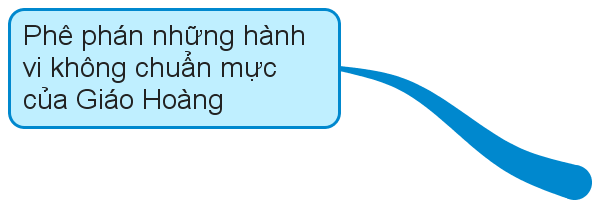 Phê phán những hành
vi không chuẩn mực
của Giáo Hoàng